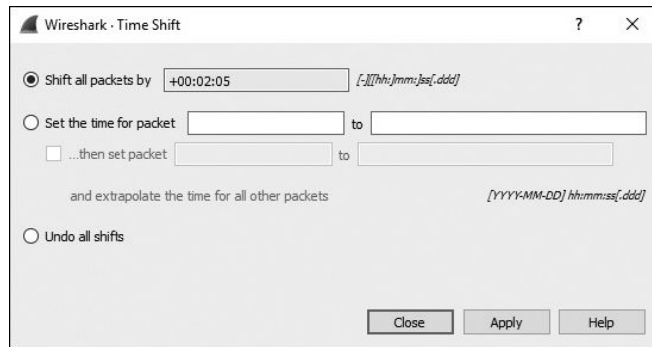 Wireshark · Time Shift ? ×
Shift all packets by +00:02:05 [-][[hh:]mm:]ss[.ddd]
Set the time for packet to
...then set packet to
and extrapolate the time for all other packets [YYYY-MM-DD] hh:mm:ss[.ddd]
Undo all shifts
Close Apply Help